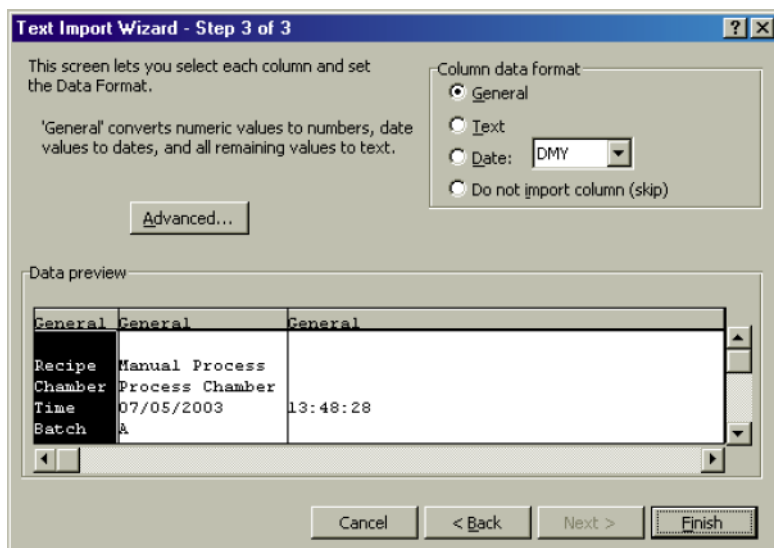 Text Import Wizard - Step 3 of 3
This screen lets you select each column and set
the Data Format.
'General' converts numeric values to numbers, date
values to dates, and all remaining values to text.
Advanced...
Column data format
General
Text
Date: DMY
Do not import column (skip)
Data preview
General General General
Recipe Manual Process
Chamber Process Chamber
Time 07/05/2003 13:48:28
Batch A
Cancel < Back Next > Finish